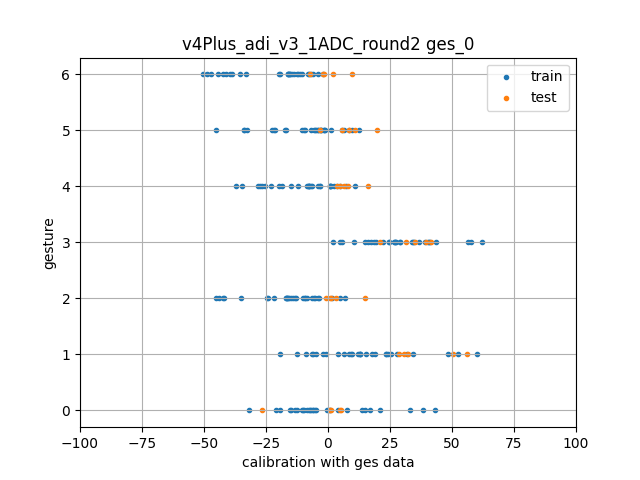 v4Plus_adi_v3_1ADC_round2 ges_0
train
test
6
5
4
3
2
1
0
gesture
−100 −75 −50 −25 0 25 50 75 100
calibration with ges data